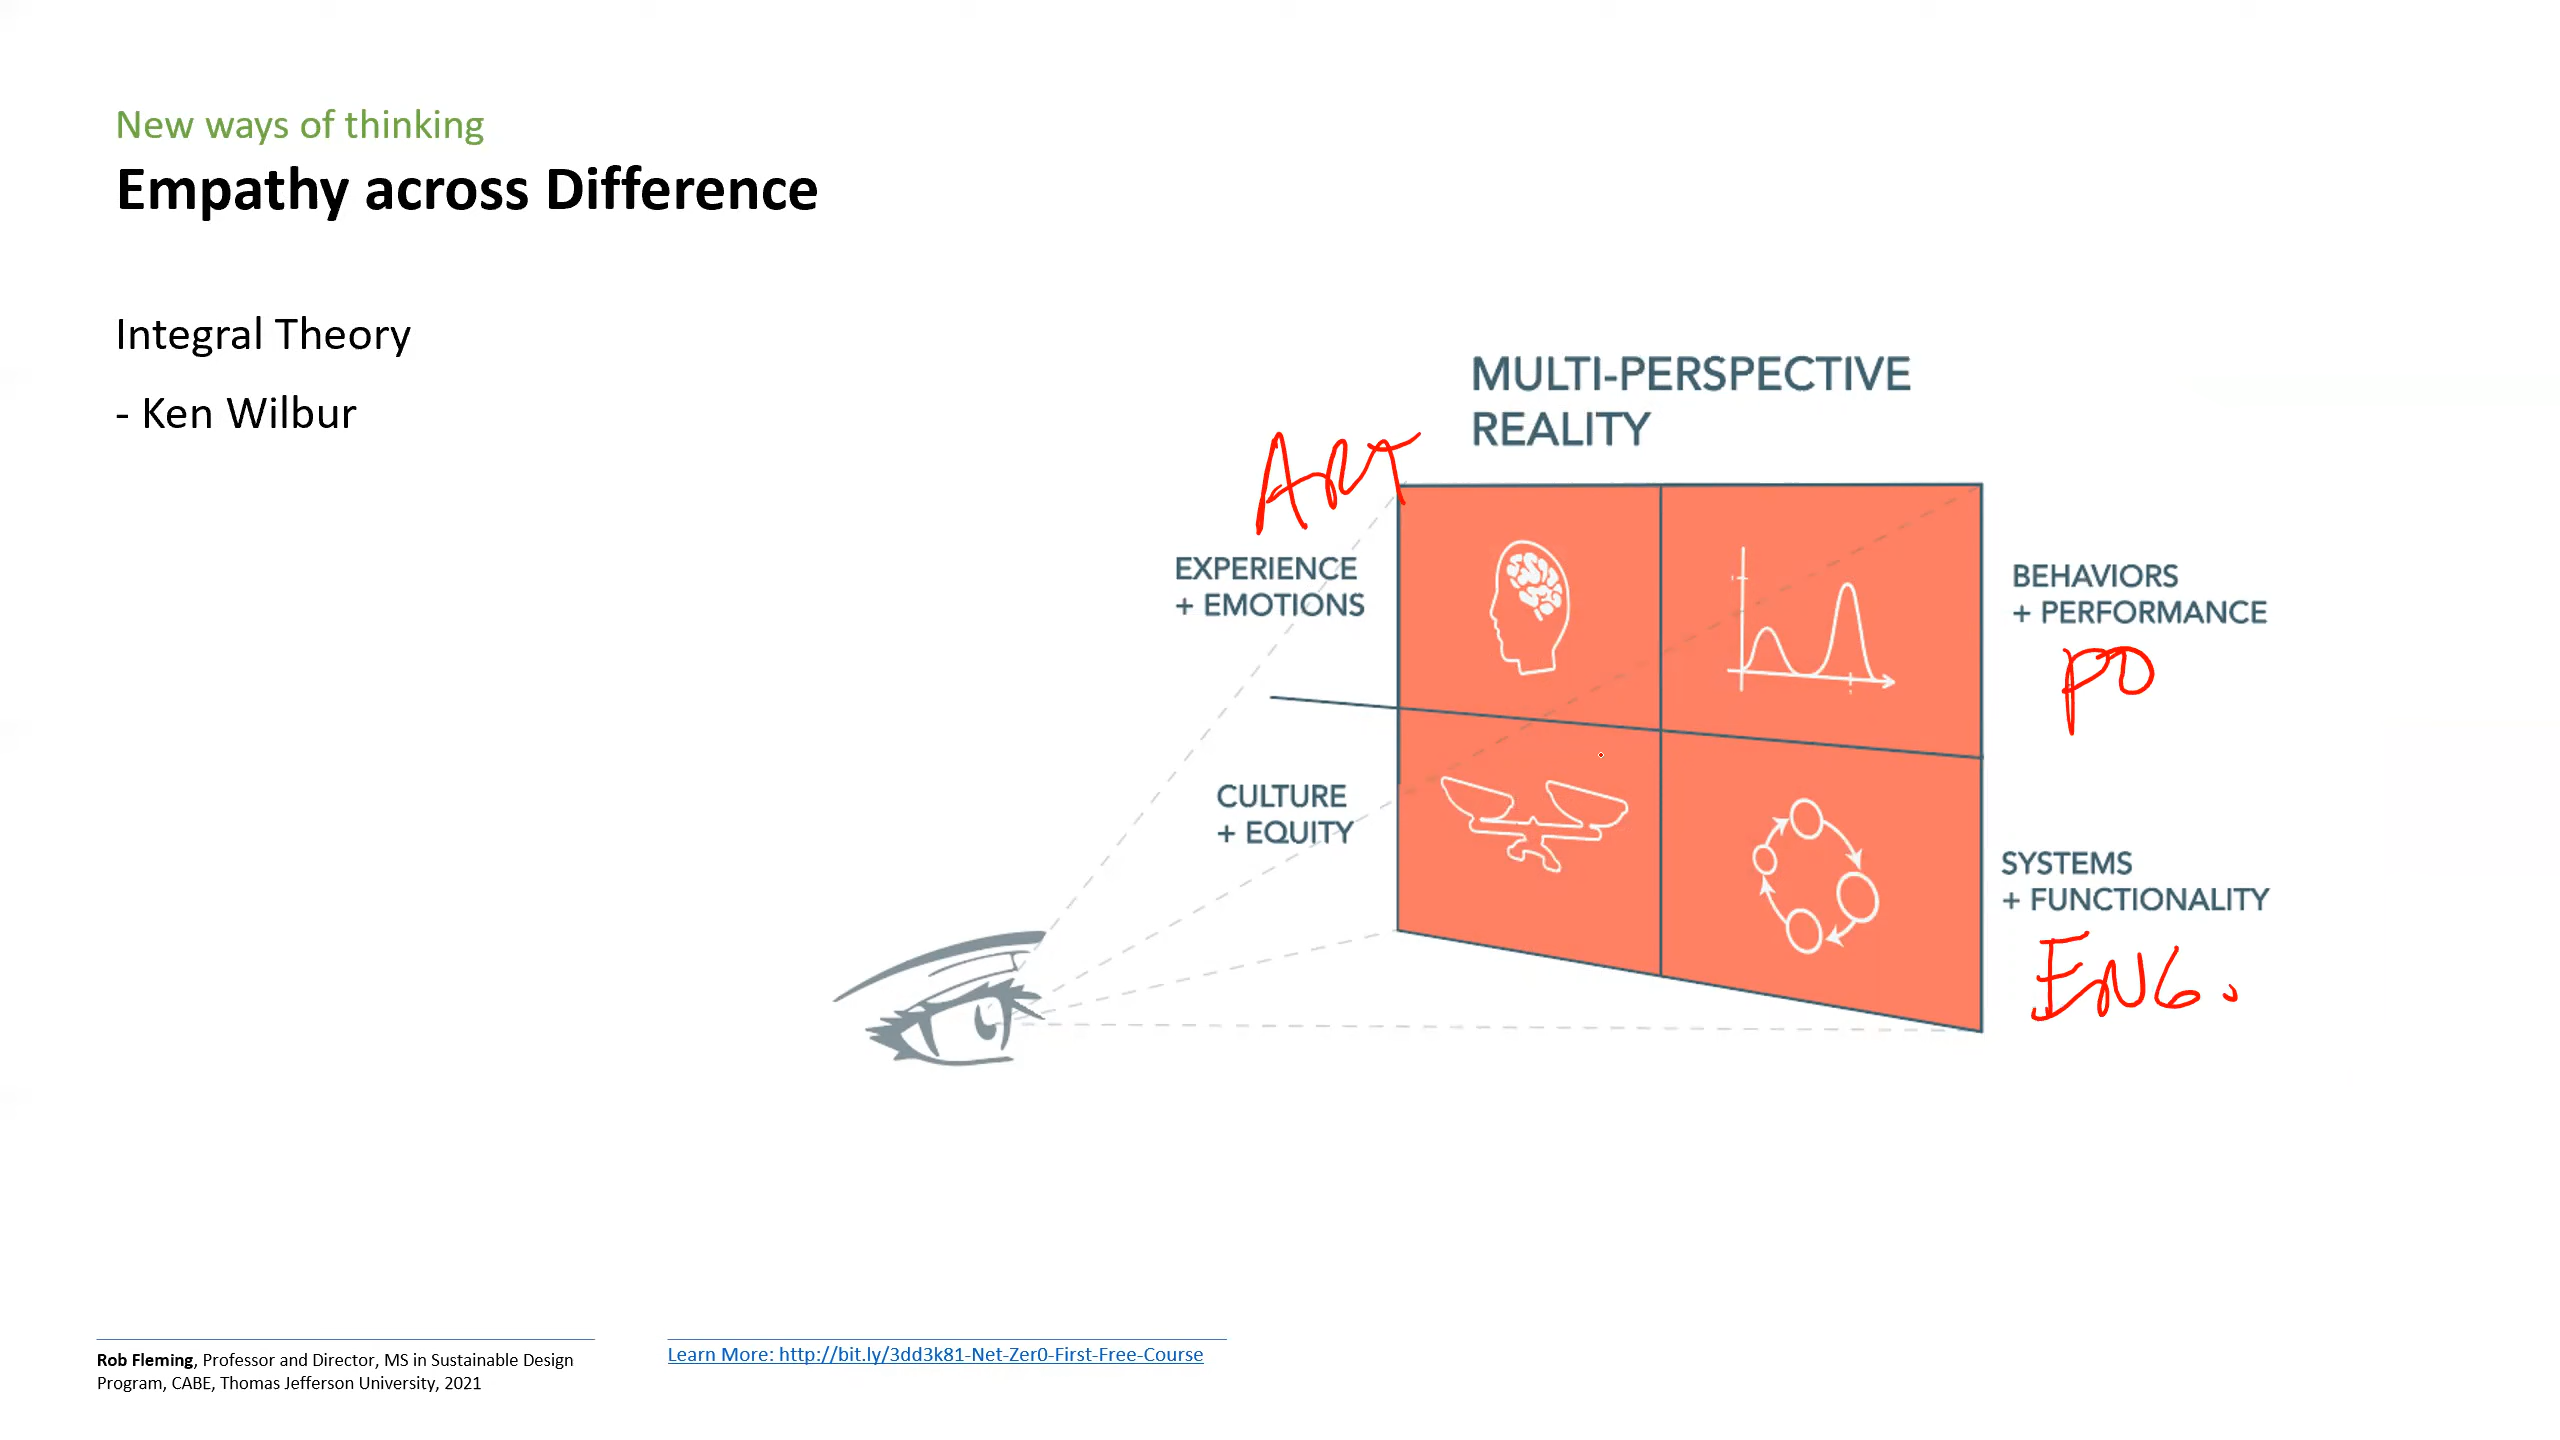 New ways of thinking
Empathy across Difference
Integral Theory
- Ken Wilbur
MULTI-PERSPECTIVE
REALITY
ART
EXPERIENCE
+ EMOTIONS
BEHAVIORS
+ PERFORMANCE
PD
CULTURE
+ EQUITY
SYSTEMS
+ FUNCTIONALITY
ENG.
Rob Fleming, Professor and Director, MS in Sustainable Design
Program, CABE, Thomas Jefferson University, 2021
Learn More: http://bit.ly/3dd3k81-Net-Zer0-First-Free-Course